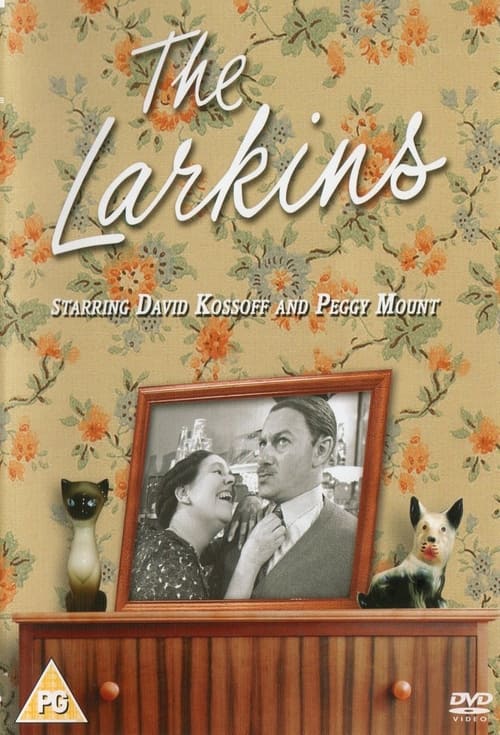 The
Larkins
STARRING DAVID KOSSOFF AND PEGGY MOUNT
PG
DVD
VIDEO